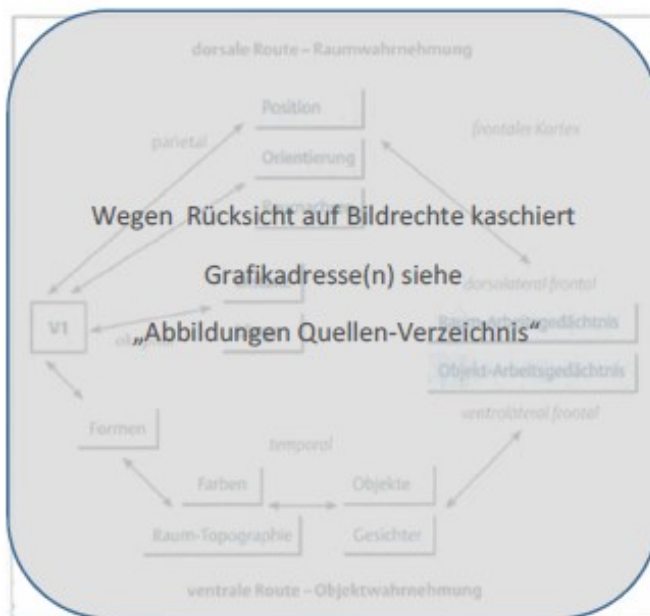 dorsale Route – Raumwahrnehmung
Position
parietal
frontaler Kortex
Orientierung
Wegen Rücksicht auf Bildrechte kaschiert
Grafikadresse(n) siehe
dorsolateral frontal
V1
„Abbildungen Quellen-Verzeichnis“
Raum-Arbeitsgedächtnis
Objekt-Arbeitsgedächtnis
ventrolateral frontal
Formen
temporal
Farben
Objekte
Raum-Topographie
Gesichter
ventrale Route – Objektwahrnehmung